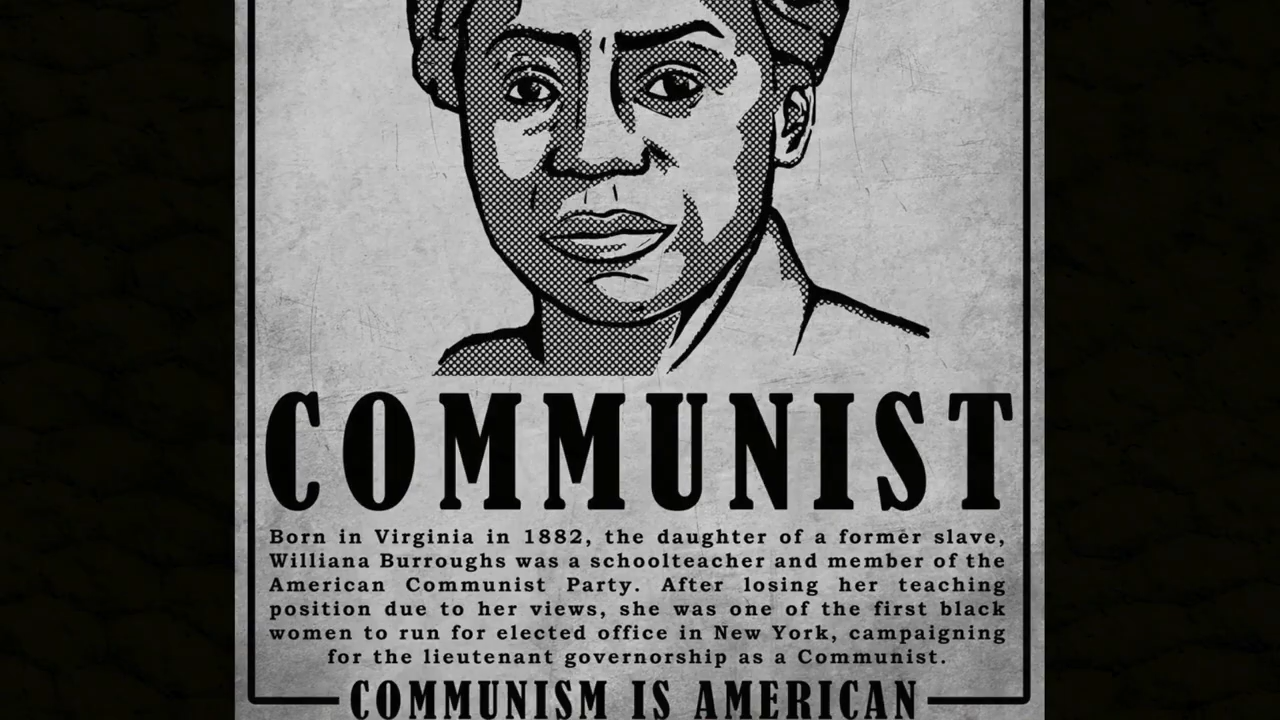 COMMUNIST
Born in Virginia in 1882, the daughter of a former slave,
Williana Burroughs was a schoolteacher and member of the
American Communist Party. After losing her teaching
position due to her views, she was one of the first black
women to run for elected office in New York, campaigning
for the lieutenant governorship as a Communist.
COMMUNISM IS AMERICAN